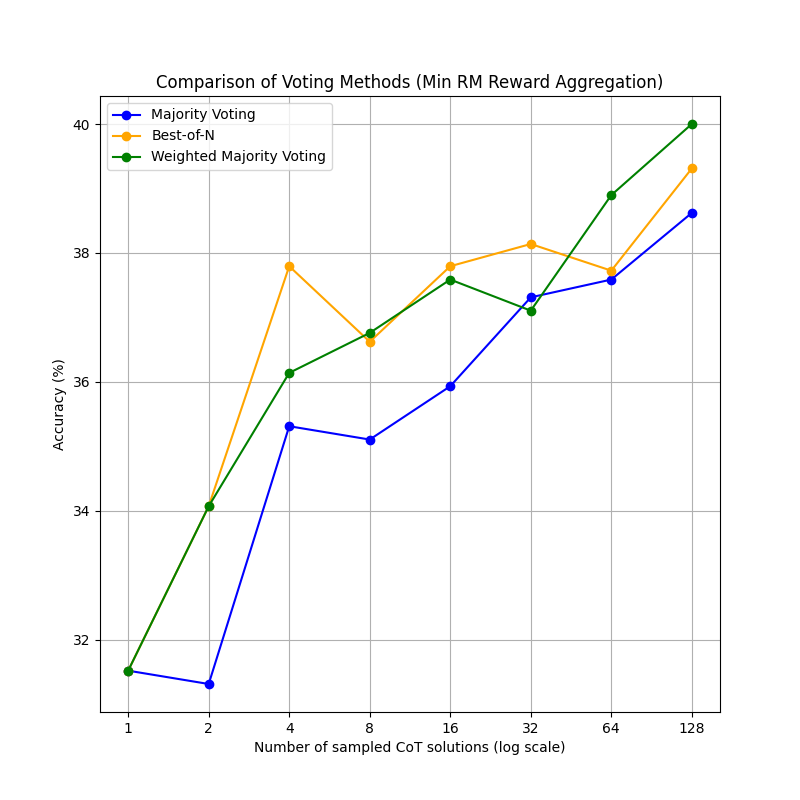 Comparison of Voting Methods (Min RM Reward Aggregation)
Majority Voting
Best-of-N
Weighted Majority Voting
Accuracy (%)
40
38
36
34
32
1 2 4 8 16 32 64 128
Number of sampled CoT solutions (log scale)